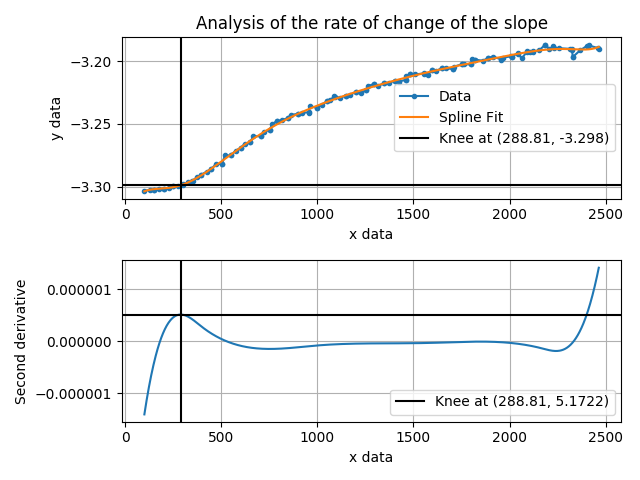 Analysis of the rate of change of the slope
y data
−3.20
−3.25
−3.30
Data
Spline Fit
Knee at (288.81, -3.298)
0
500
1000
1500
2000
2500
x data
Second derivative
0.000001
0.000000
−0.000001
Knee at (288.81, 5.1722)
0
500
1000
1500
2000
2500
x data